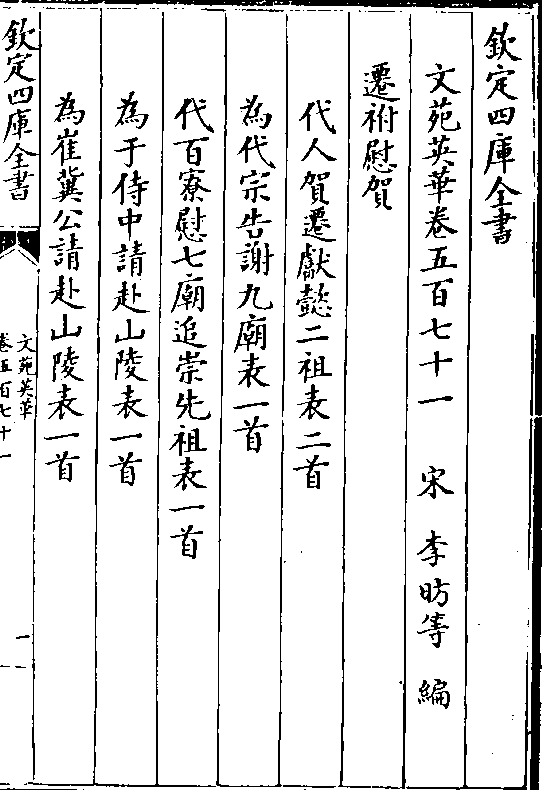 欽定四庫全書
文苑英華卷五百七十一 宋 李昉等 編
遷祔慰賀
代人賀遷獻懿二祖表二首
為代宗告謝九廟表一首
代百寮慰七廟追崇先祖表一首
為于侍中請赴山陵表一首
為崔冀公請赴山陵表一首
欽定四庫全書
文苑英華
卷五百七十一
一